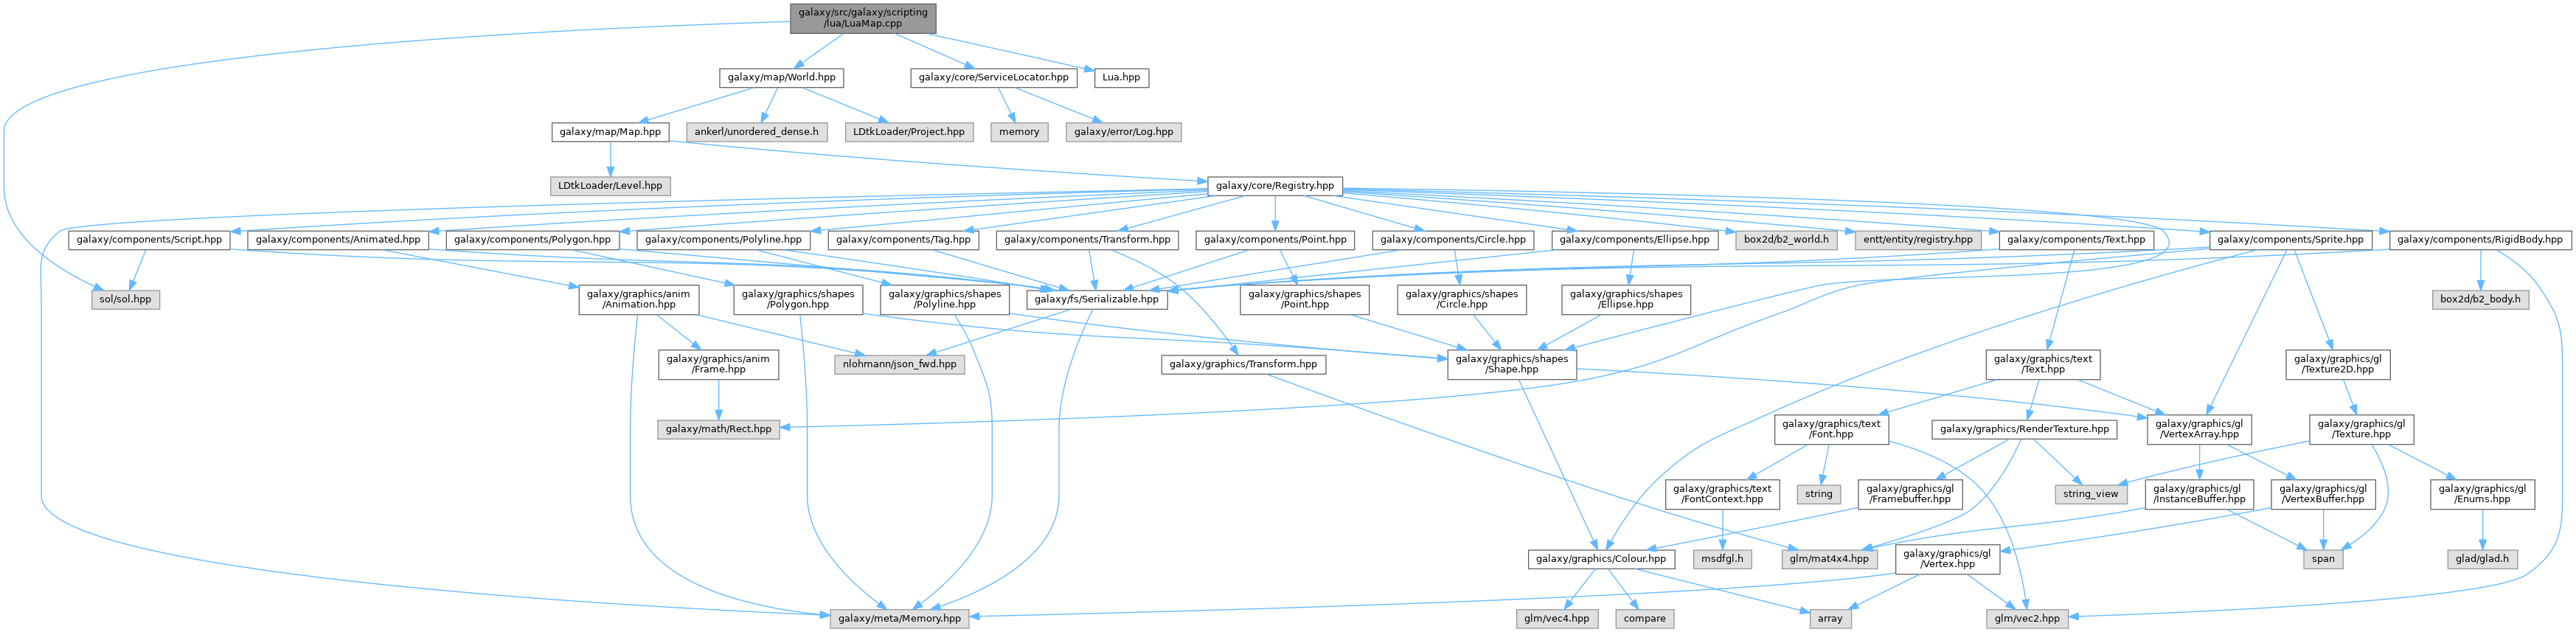 galaxy/src/galaxy/scripting
/lua/LuaMap.cpp
galaxy/map/World.hpp
galaxy/core/ServiceLocator.hpp
Lua.hpp
galaxy/map/Map.hpp
ankerl/unordered_dense.h
LDtkLoader/Project.hpp
memory
galaxy/error/Log.hpp
LDtkLoader/Level.hpp
galaxy/core/Registry.hpp
galaxy/components/Script.hpp
galaxy/components/Animated.hpp
galaxy/components/Polygon.hpp
galaxy/components/Polyline.hpp
galaxy/components/Tag.hpp
galaxy/components/Transform.hpp
galaxy/components/Point.hpp
galaxy/components/Circle.hpp
galaxy/components/Ellipse.hpp
box2d/b2_world.h
entt/entity/registry.hpp
galaxy/components/Text.hpp
galaxy/components/Sprite.hpp
galaxy/components/RigidBody.hpp
sol/sol.hpp
galaxy/graphics/anim
/Animation.hpp
galaxy/graphics/shapes
/Polygon.hpp
galaxy/graphics/shapes
/Polyline.hpp
galaxy/fs/Serializable.hpp
galaxy/graphics/shapes
/Point.hpp
galaxy/graphics/shapes
/Circle.hpp
galaxy/graphics/shapes
/Ellipse.hpp
box2d/b2_body.h
galaxy/graphics/anim
/Frame.hpp
nlohmann/json_fwd.hpp
galaxy/graphics/Transform.hpp
galaxy/graphics/shapes
/Shape.hpp
galaxy/graphics/text
/Text.hpp
galaxy/graphics/gl
/Texture2D.hpp
galaxy/math/Rect.hpp
galaxy/graphics/text
/Font.hpp
galaxy/graphics/RenderTexture.hpp
galaxy/graphics/gl
/VertexArray.hpp
galaxy/graphics/gl
/Texture.hpp
galaxy/graphics/text
/FontContext.hpp
string
galaxy/graphics/gl
/Framebuffer.hpp
string_view
galaxy/graphics/gl
/InstanceBuffer.hpp
galaxy/graphics/gl
/VertexBuffer.hpp
galaxy/graphics/gl
/Enums.hpp
galaxy/graphics/Colour.hpp
msdfgl.h
glm/mat4x4.hpp
galaxy/graphics/gl
/Vertex.hpp
span
glad/glad.h
galaxy/meta/Memory.hpp
glm/vec4.hpp
compare
array
glm/vec2.hpp